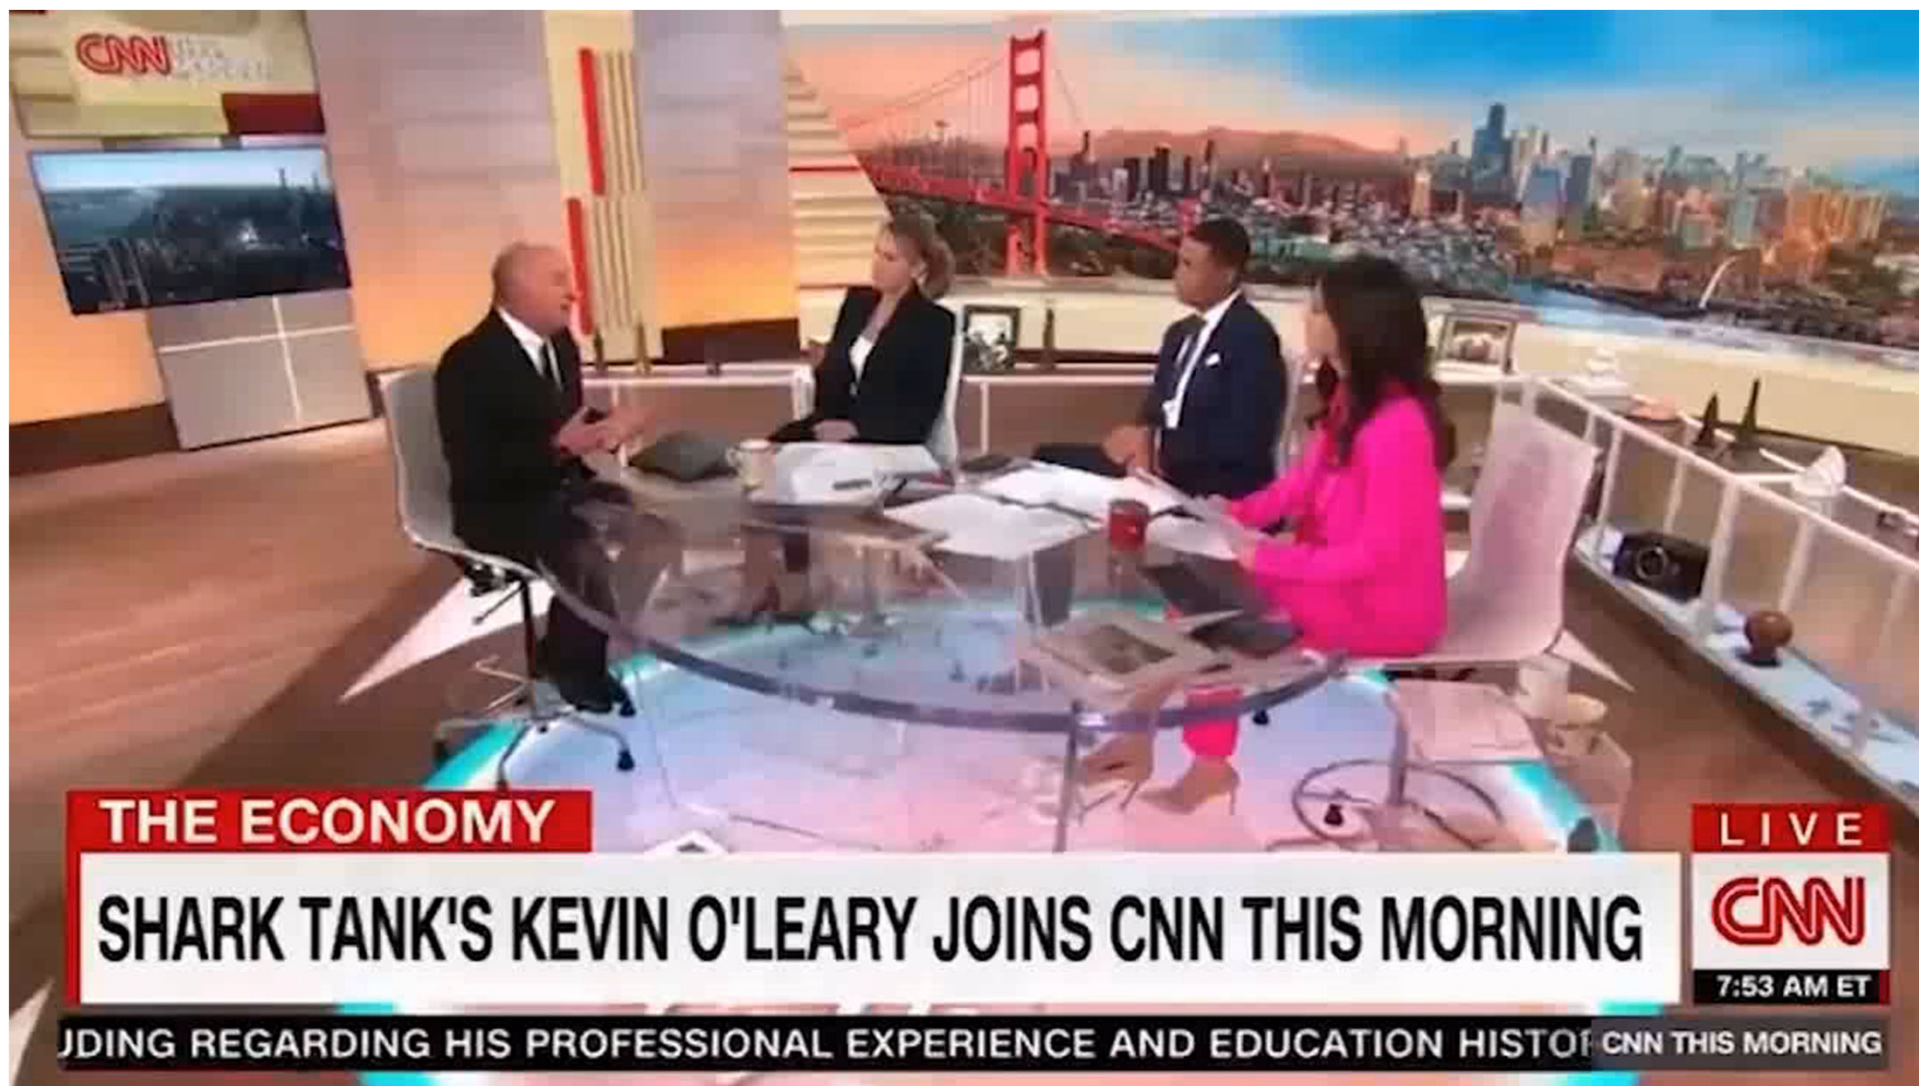 CNN
THE ECONOMY
SHARK TANK'S KEVIN O'LEARY JOINS CNN THIS MORNING
LIVE
CNN
7:53 AM ET
UDING REGARDING HIS PROFESSIONAL EXPERIENCE AND EDUCATION HISTO
CNN THIS MORNING